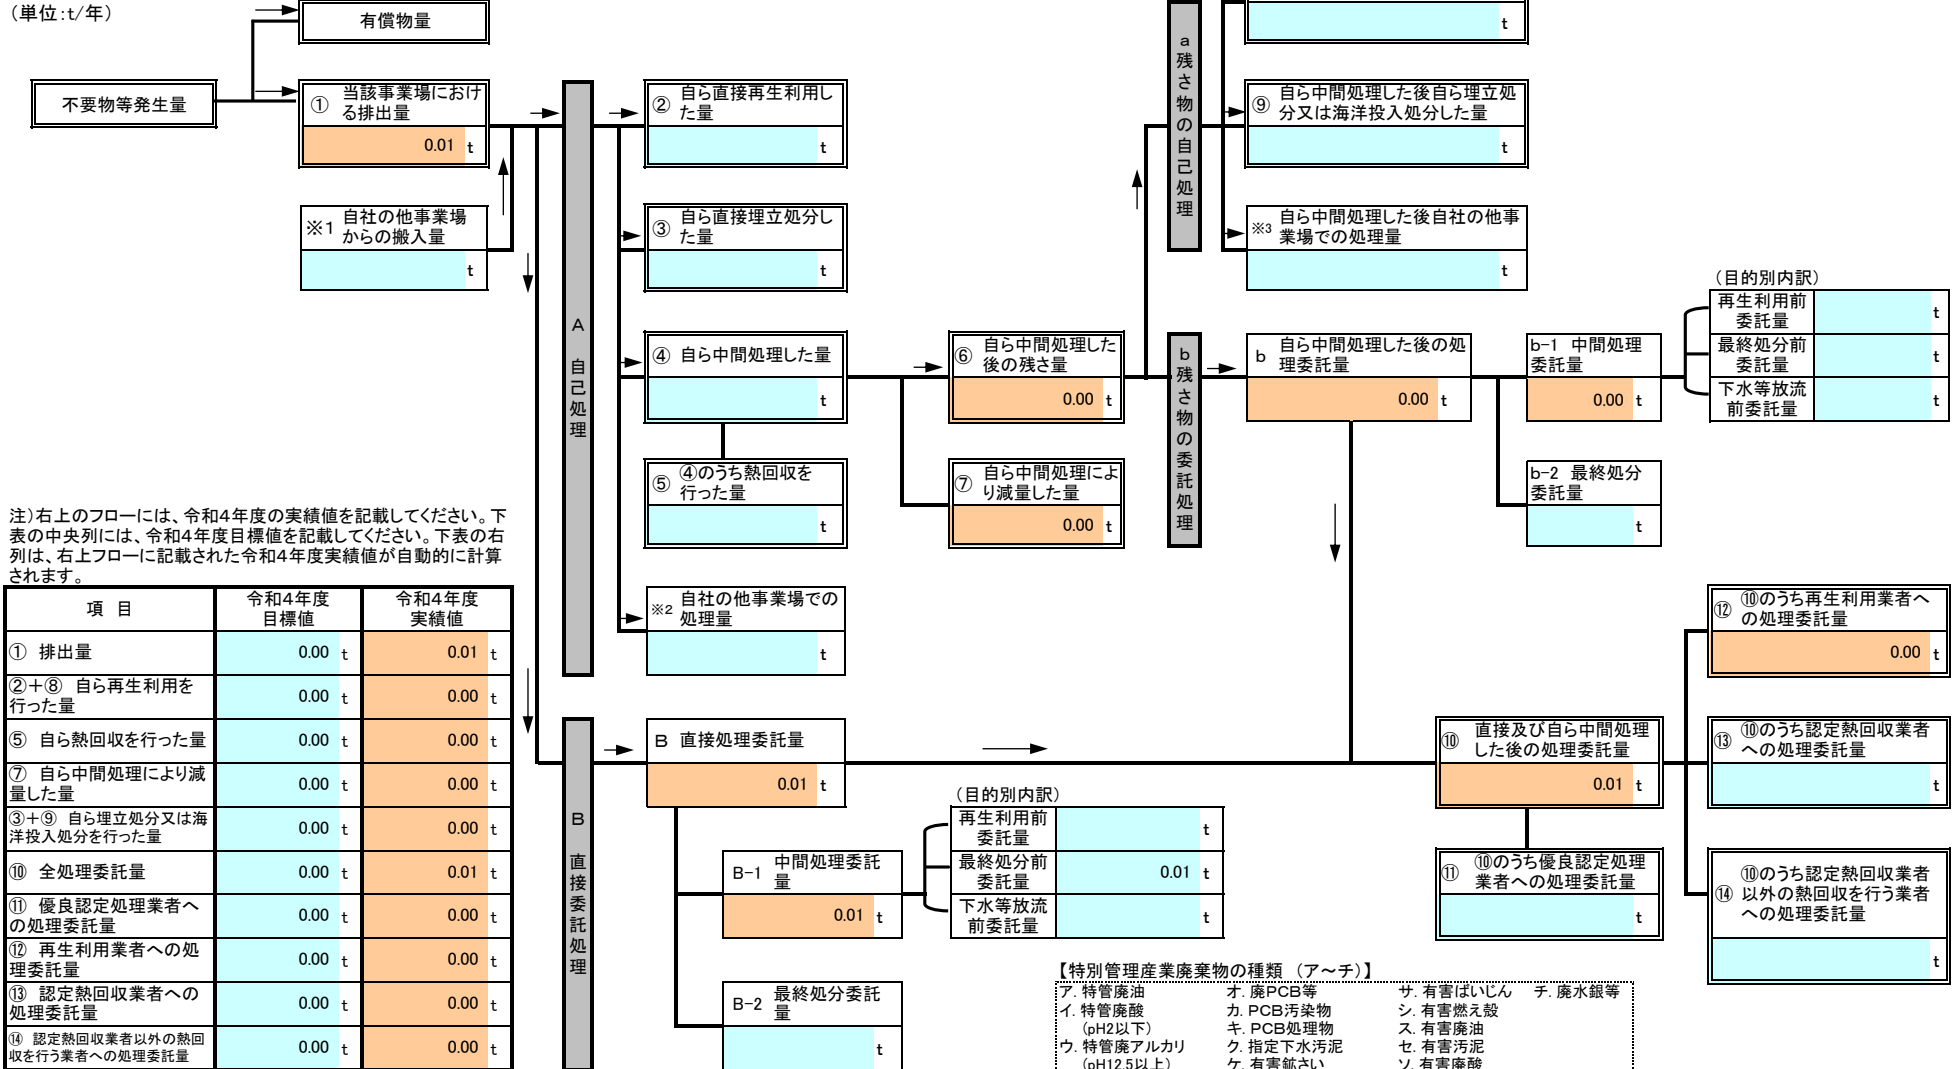 （単位：t/年）
有償物量
不要物等発生量
① 当該事業場におけ
る排出量
0.01 t
※1 自社の他事業場
からの搬入量
t
A 自己処理
② 自ら直接再生利用し
た量
t
③ 自ら直接埋立処分し
た量
t
④ 自ら中間処理した量
t
⑤ ④のうち熱回収を
行った量
t
※2 自社の他事業場での
処理量
t
⑥ 自ら中間処理した
後の残さ量
0.00 t
⑦ 自ら中間処理によ
り減量した量
0.00 t
a 残さ物の自己処理
t
⑨ 自ら中間処理した後自ら埋立処
分又は海洋投入処分した量
t
※3 自ら中間処理した後自社の他事
業場での処理量
t
b 残さ物の委託処理
b 自ら中間処理した後の処
理委託量
0.00 t
b-1 中間処理
委託量
0.00 t
b-2 最終処分
委託量
t
（目的別内訳）
再生利用前
委託量
t
最終処分前
委託量
t
下水等放流
前委託量
t
注）右上のフローには、令和4年度の実績値を記載してください。下
表の中央列には、令和4年度目標値を記載してください。下表の右
列は、右上フローに記載された令和4年度実績値が自動的に計算
されます。
項 目 令和4年度
目標値 令和4年度
実績値
① 排出量 0.00 t 0.01 t
②＋⑧ 自ら再生利用を
行った量 0.00 t 0.00 t
⑤ 自ら熱回収を行った量 0.00 t 0.00 t
⑦ 自ら中間処理により減
量した量 0.00 t 0.00 t
③＋⑨ 自ら埋立処分又は海
洋投入処分を行った量 0.00 t 0.00 t
⑩ 全処理委託量 0.00 t 0.01 t
⑪ 優良認定処理業者へ
の処理委託量 0.00 t 0.00 t
⑫ 再生利用業者への処
理委託量 0.00 t 0.00 t
⑬ 認定熱回収業者への
処理委託量 0.00 t 0.00 t
⑭ 認定熱回収業者以外の熱回
収を行う業者への処理委託量 0.00 t 0.00 t
B 直接委託処理
B 直接処理委託量
0.01 t
B-1 中間処理委託
量
0.01 t
B-2 最終処分委託
量
t
（目的別内訳）
再生利用前
委託量
t
最終処分前
委託量
0.01 t
下水等放流
前委託量
t
⑩ 直接及び自ら中間処理
した後の処理委託量
0.01 t
⑪ ⑩のうち優良認定処理
業者への処理委託量
t
⑫ ⑩のうち再生利用業者へ
の処理委託量
0.00 t
⑬ ⑩のうち認定熱回収業者
への処理委託量
t
⑭ ⑩のうち認定熱回収業者
以外の熱回収を行う業者
への処理委託量
t
【特別管理産業廃棄物の種類 （ア～チ）】
ア. 特管廃油 オ. 廃PCB等 サ. 有害ばいじん チ. 廃水銀等
イ. 特管廃酸 カ. PCB汚染物 シ. 有害燃え殻
（pH2以下） キ. PCB処理物 ス. 有害廃油
ウ. 特管廃アルカリ ク. 指定下水汚泥 セ. 有害汚泥
（pH12.5以上） ケ. 有害鉱さい ソ. 有害廃酸